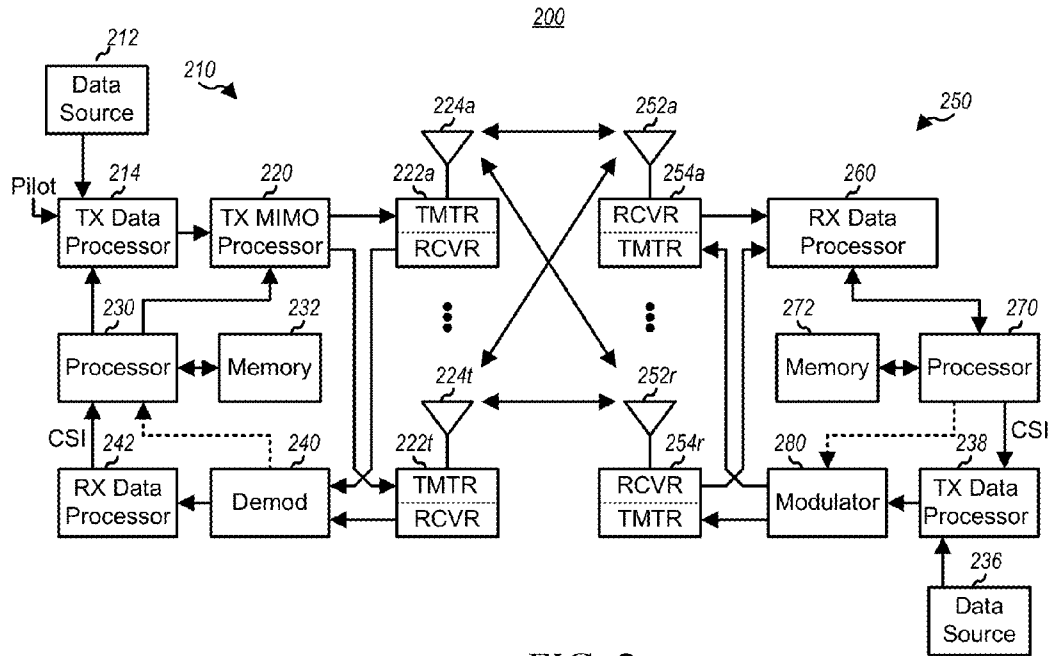 200
212
Data
Source
210
224a
252a
250
Pilot
214
TX Data
Processor
220
TX MIMO
Processor
222a
TMTR
RCVR
254a
RCVR
TMTR
260
RX Data
Processor
230
Processor
232
Memory
272
Memory
270
Processor
224t
252r
CSI
242
RX Data
Processor
240
Demod
222t
TMTR
RCVR
254r
RCVR
TMTR
280
Modulator
CSI
238
TX Data
Processor
236
Data
Source